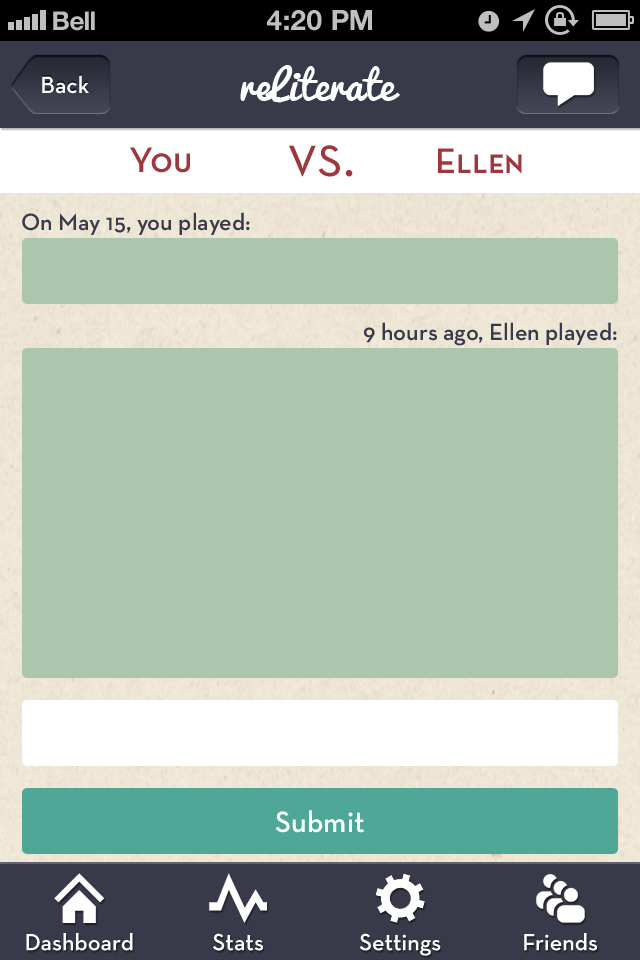 Bell 4:20 PM
Back reLiterate
You VS. Ellen
On May 15, you played:
9 hours ago, Ellen played:
Submit
Dashboard Stats Settings Friends